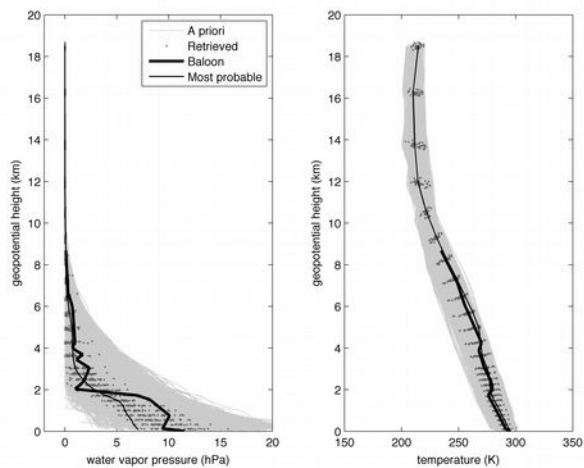 20
18
16
14
12
10
8
6
4
2
0
geopotential height (km)
0 5 10 15 20
water vapor pressure (hPa)
A priori
Retrieved
Baloon
Most probable
20
18
16
14
12
10
8
6
4
2
0
geopotential height (km)
150 200 250 300 350
temperature (K)